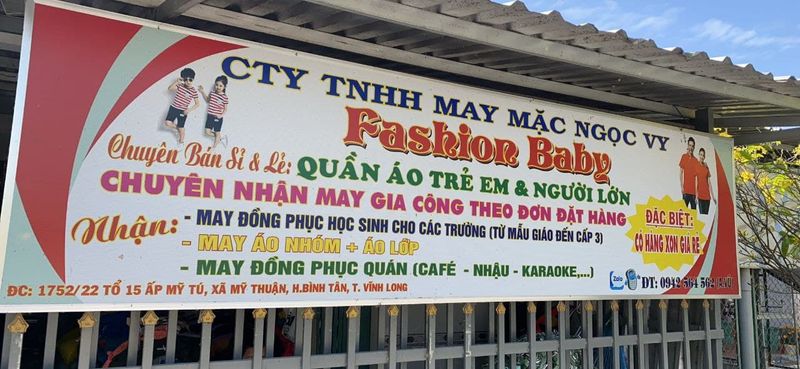 CTY TNHH MAY MẶC NGỌC VY
Fashion Baby
Chuyên Bán Sỉ & Lẻ: QUẦN ÁO TRẺ EM & NGƯỜI LỚN
CHUYÊN NHẬN MAY GIA CÔNG THEO ĐƠN ĐẶT HÀNG
Nhận:
- MAY ĐỒNG PHỤC HỌC SINH CHO CÁC TRƯỜNG (TỪ MẪU GIÁO ĐẾN CẤP 3)
- MAY ÁO NHÓM + ÁO LỚP
- MAY ĐỒNG PHỤC QUÁN (CAFÉ - NHẬU - KARAOKE,...)
ĐẶC BIỆT:
CÓ HÀNG XON GIÁ RẺ
ĐC: 1752/22 TỔ 15 ẤP MỸ TÚ, XÃ MỸ THUẬN, H.BÌNH TÂN, T. VĨNH LONG
Zalo ĐT: 0942 564 562